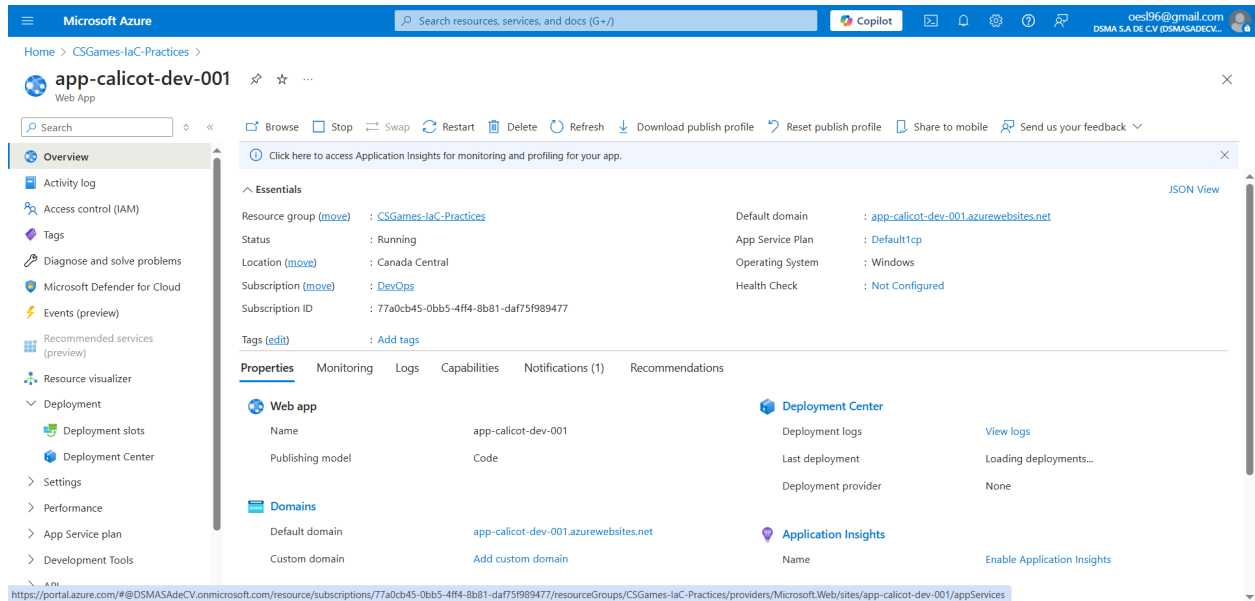 Microsoft Azure
Search resources, services, and docs (G+/)
Copilot
oesl96@gmail.com
DSMA S.A DE C.V (DSMASADECV...
Home > CSGames-IaC-Practices >
app-calicot-dev-001
Web App
Search
Browse Stop Swap Restart Delete Refresh Download publish profile Reset publish profile Share to mobile Send us your feedback
Overview
Activity log
Access control (IAM)
Tags
Diagnose and solve problems
Microsoft Defender for Cloud
Events (preview)
Recommended services
(preview)
Resource visualizer
Deployment
Deployment slots
Deployment Center
Settings
Performance
App Service plan
Development Tools
Click here to access Application Insights for monitoring and profiling for your app.
Essentials
JSON View
Resource group (move) : CSGames-IaC-Practices
Status : Running
Location (move) : Canada Central
Subscription (move) : DevOps
Subscription ID : 77a0cb45-0bb5-4ff4-8b81-daf75f989477
Default domain : app-calicot-dev-001.azurewebsites.net
App Service Plan : Default1cp
Operating System : Windows
Health Check : Not Configured
Tags (edit) : Add tags
Properties Monitoring Logs Capabilities Notifications (1) Recommendations
Web app
Name app-calicot-dev-001
Publishing model Code
Domains
Default domain app-calicot-dev-001.azurewebsites.net
Custom domain Add custom domain
Deployment Center
Deployment logs View logs
Last deployment Loading deployments...
Deployment provider None
Application Insights
Name Enable Application Insights
https://portal.azure.com/#@DSMASAdeCV.onmicrosoft.com/resource/subscriptions/77a0cb45-0bb5-4ff4-8b81-daf75f989477/resourceGroups/CSGames-IaC-Practices/providers/Microsoft.Web/sites/app-calicot-dev-001/appServices